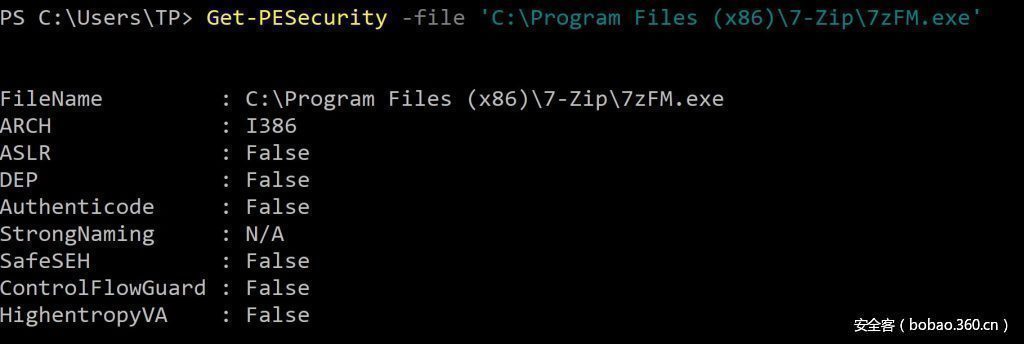 PS C:\Users\TP> Get-PESecurity -file 'C:\Program Files (x86)\7-Zip\7zFM.exe'
FileName : C:\Program Files (x86)\7-Zip\7zFM.exe
ARCH : I386
ASLR : False
DEP : False
Authenticode : False
StrongNaming : N/A
SafeSEH : False
ControlFlowGuard : False
HighentropyVA : False
安全客（bobao.360.cn）